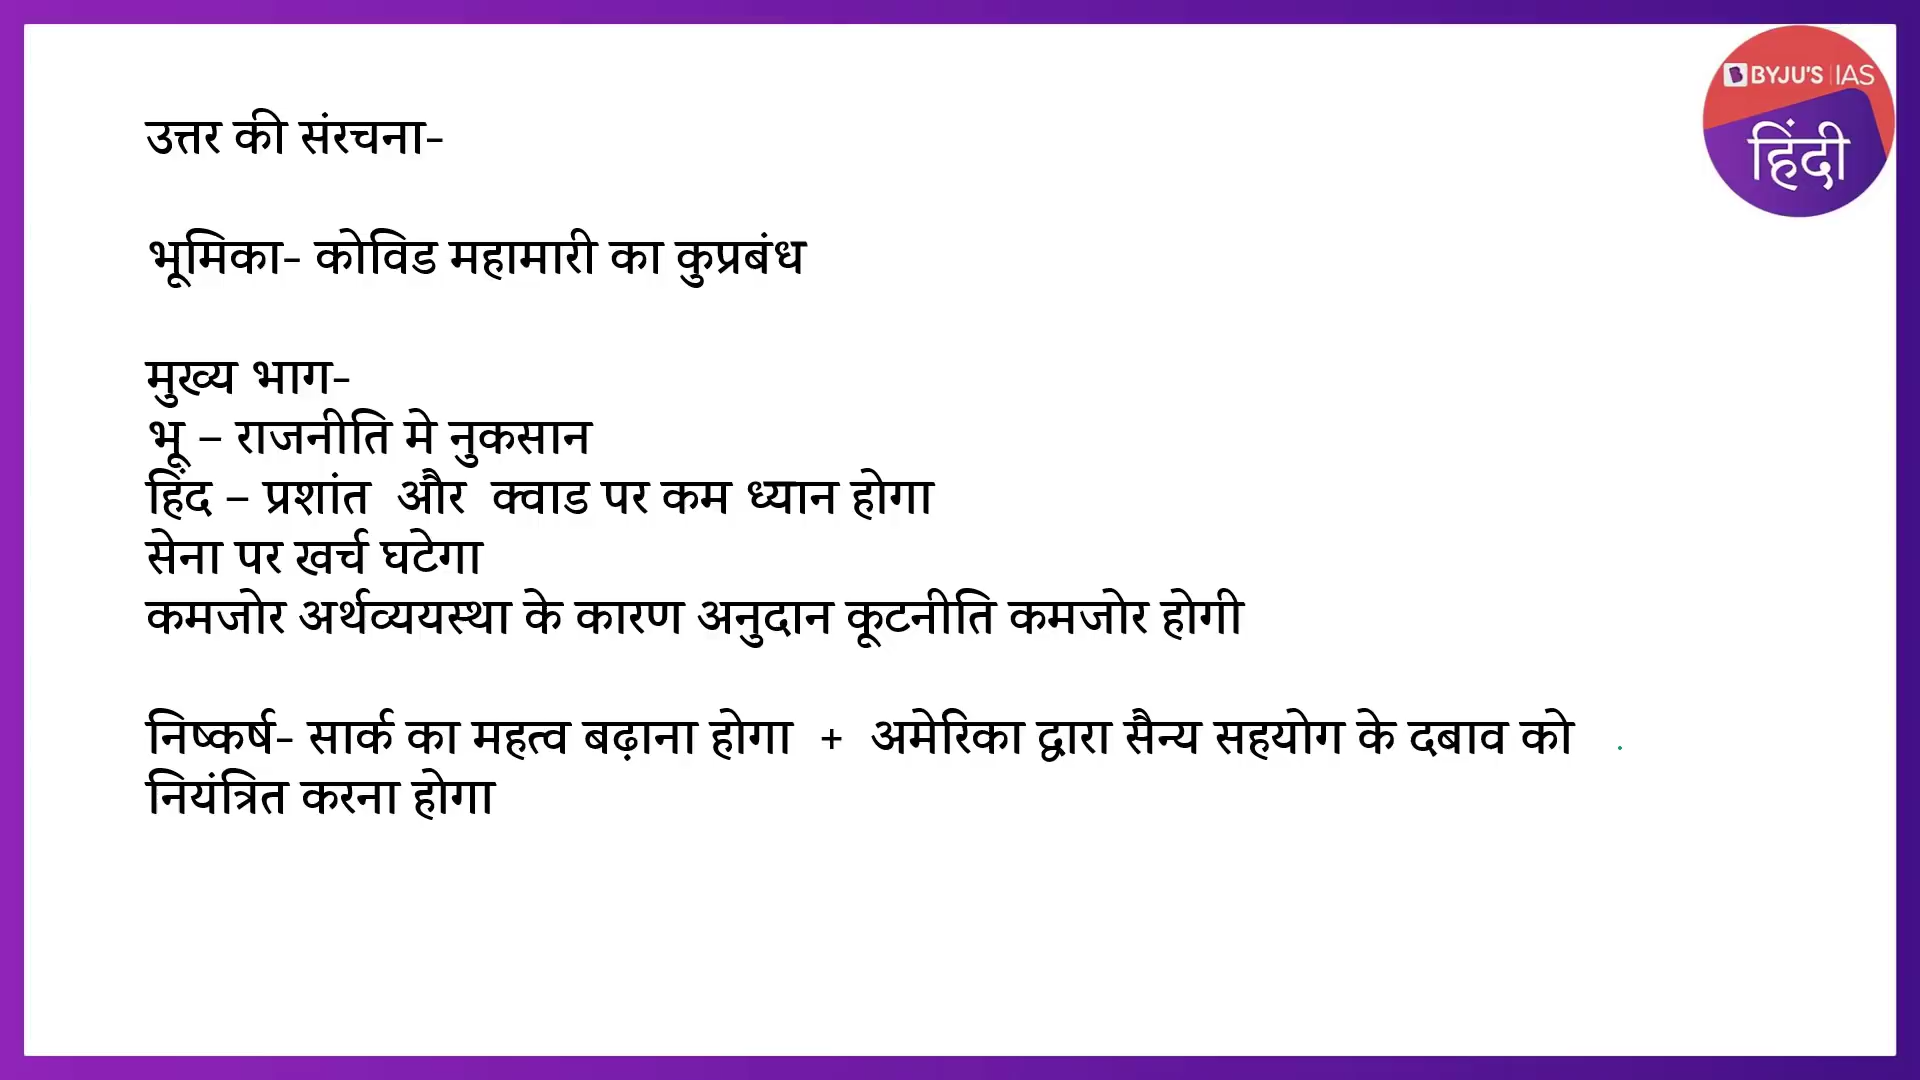 BYJU'S IAS
हिंदी
उत्तर की संरचना-
भूमिका- कोविड महामारी का कुप्रबंध
मुख्य भाग-
भू – राजनीति मे नुकसान
हिंद – प्रशांत और क्वाड पर कम ध्यान होगा
सेना पर खर्च घटेगा
कमजोर अर्थव्ययस्था के कारण अनुदान कूटनीति कमजोर होगी
निष्कर्ष- सार्क का महत्व बढ़ाना होगा + अमेरिका द्वारा सैन्य सहयोग के दबाव को
नियंत्रित करना होगा